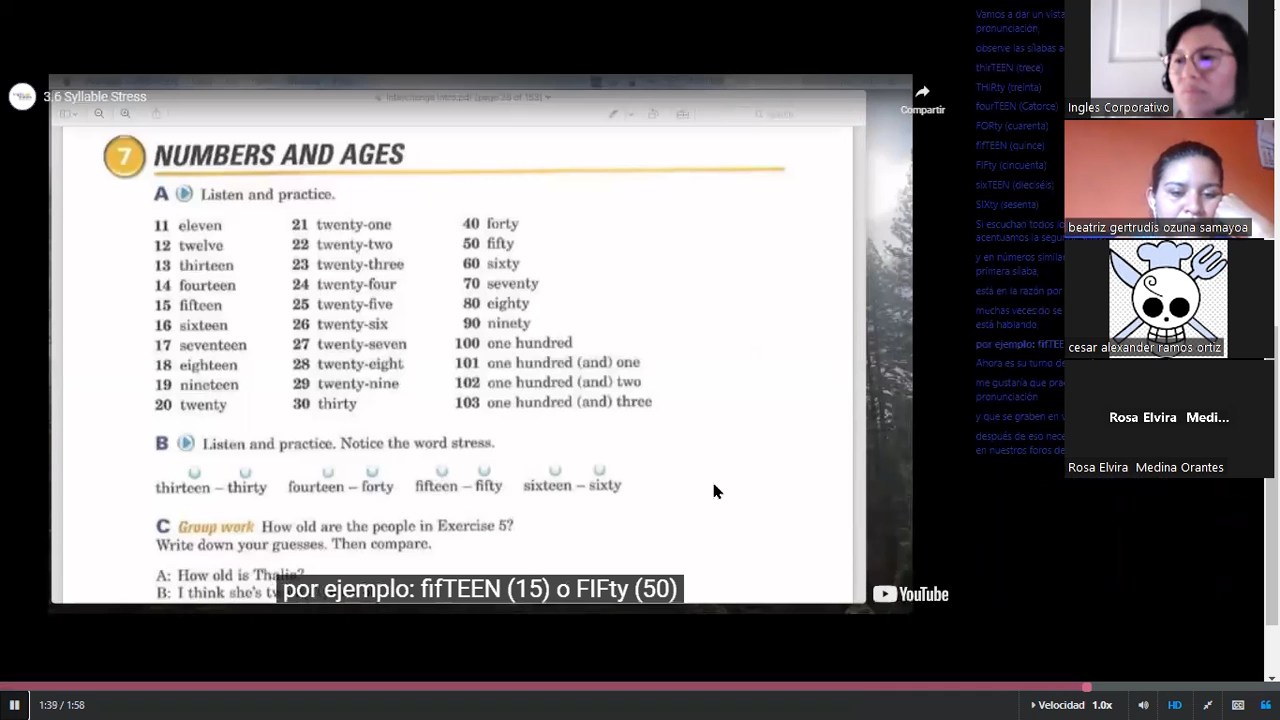 3.6 Syllable Stress
Compartir
7 NUMBERS AND AGES
A Listen and practice.
11 eleven 21 twenty-one 40 forty
12 twelve 22 twenty-two 50 fifty
13 thirteen 23 twenty-three 60 sixty
14 fourteen 24 twenty-four 70 seventy
15 fifteen 25 twenty-five 80 eighty
16 sixteen 26 twenty-six 90 ninety
17 seventeen 27 twenty-seven 100 one hundred
18 eighteen 28 twenty-eight 101 one hundred (and) one
19 nineteen 29 twenty-nine 102 one hundred (and) two
20 twenty 30 thirty 103 one hundred (and) three
B Listen and practice. Notice the word stress.
thirteen – thirty fourteen – forty fifteen – fifty sixteen – sixty
C Group work How old are the people in Exercise 5?
Write down your guesses. Then compare.
A: How old is Thalia?
B: I think she's
por ejemplo: fifTEEN (15) o FIFty (50)
YouTube
Vamos a dar un vista
pronunciación,
observe las sílabas
thirTEEN (trece)
THIRty (treinta)
fourTEEN (Catorce)
FORty (cuarenta)
fifTEEN (quince)
FIFty (cincuenta)
sixTEEN (dieciséis)
SIXty (sesenta)
Si escuchan todos
acentuamos la
y en números
primera sílaba,
está en la razón por
muchas veces do se
está hablando
por ejemplo:
Ahora es su turno
me gustaría que
pronunciación
y que se graben en
después de eso
en nuestros foros
Ingles Corporativo
beatriz gertrudis ozuna samayoa
cesar alexander ramos ortiz
Rosa Elvira Medi...
Rosa Elvira Medina Orantes
1:39 / 1:58
Velocidad 1.0x
HD